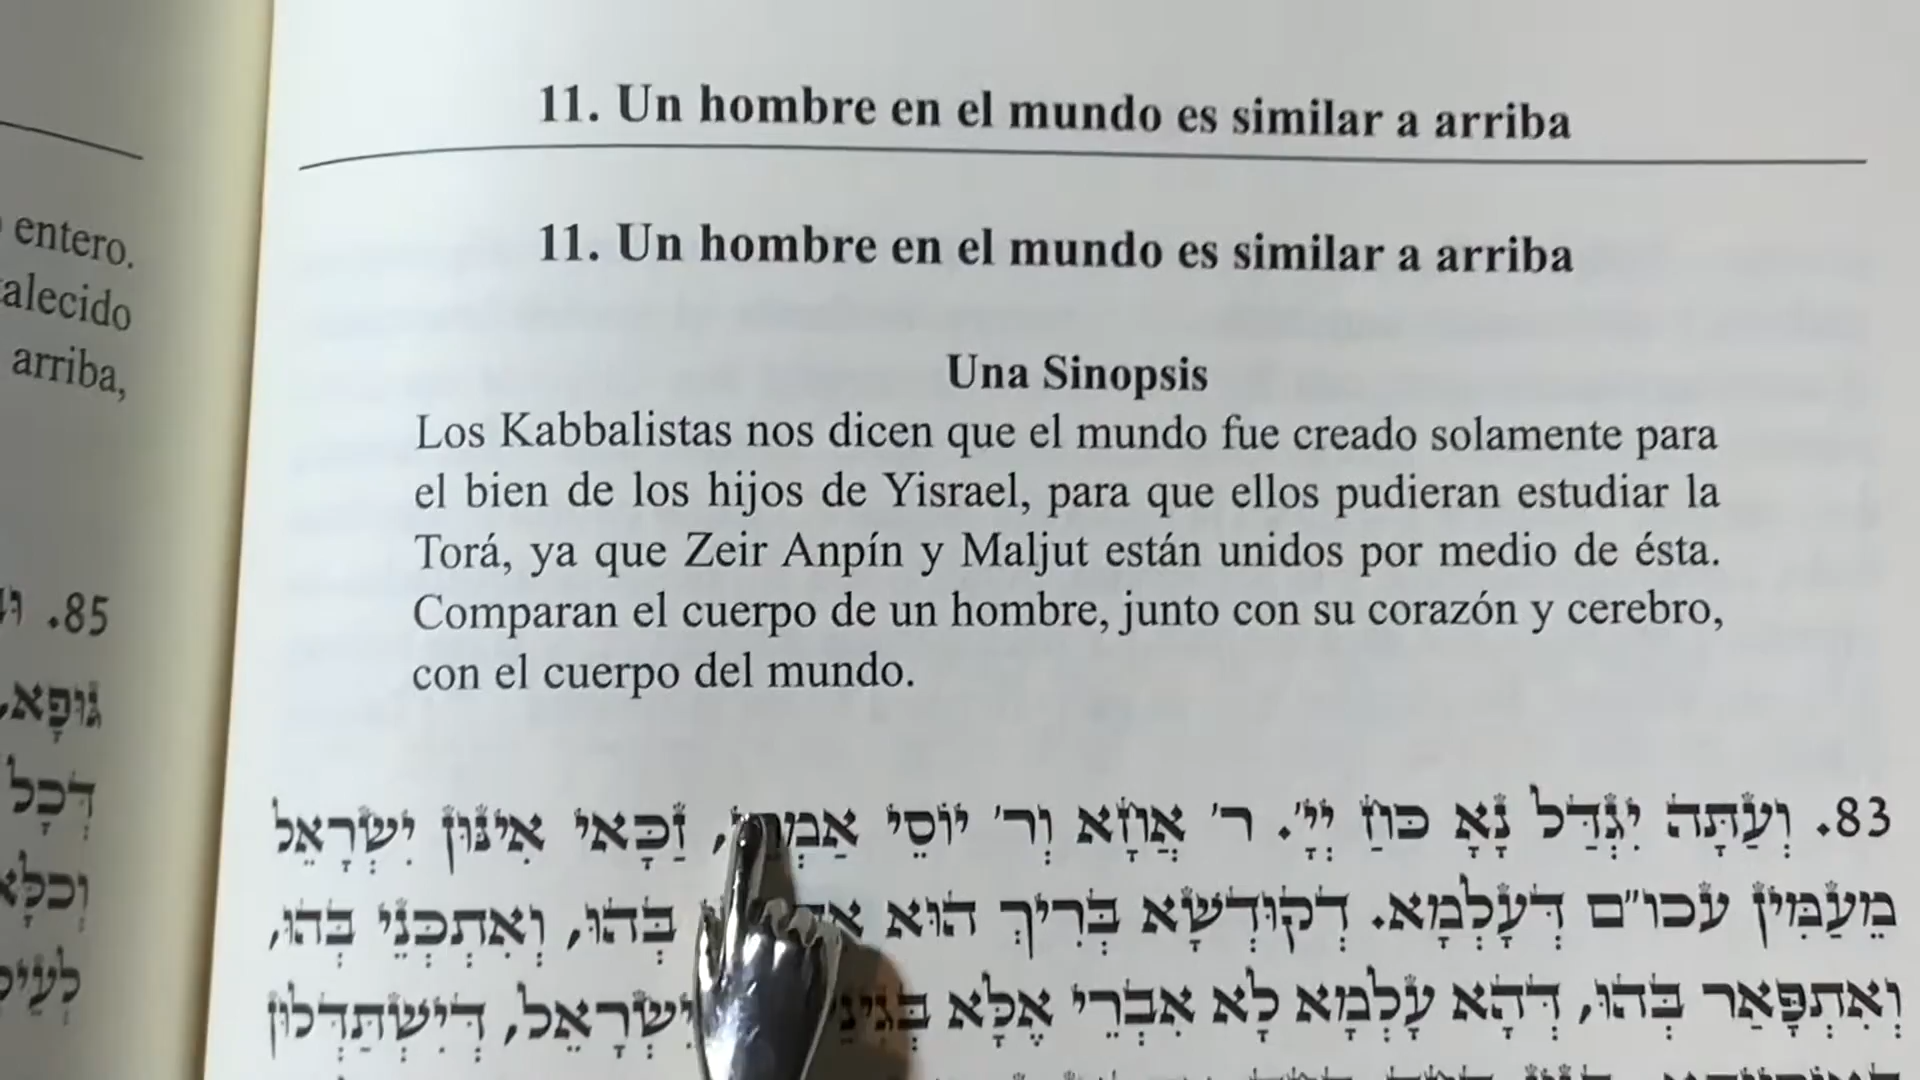 11. Un hombre en el mundo es similar a arriba
11. Un hombre en el mundo es similar a arriba
Una Sinopsis
Los Kabbalistas nos dicen que el mundo fue creado solamente para
el bien de los hijos de Yisrael, para que ellos pudieran estudiar la
Torá, ya que Zeir Anpín y Maljut están unidos por medio de ésta.
Comparan el cuerpo de un hombre, junto con su corazón y cerebro,
con el cuerpo del mundo.
83. וְעַתָּה יִגְדַּל נָא כּוֹחַ יְיָ'. ר' אֲחָא וְר' יוֹסֵי זַכָּאִי אִינּוּן יִשְׂרָאֵל
מֵעַמִּין עכו"ם דְּעָלְמָא. דְּקוּדְשָׁא בְּרִיךְ הוּא בְּהוּ, וְאִתְכְּנֵי בְּהוּ,
וְאִתְפָּאַר בְּהוּ, דְּהָא עָלְמָא לָא אִבְרֵי אֶלָּא יִשְׂרָאֵל, דְּיִשְׁתַּדְּלוּן
entero.
arriba,
85.
גּוּפָא,
דְּכָל